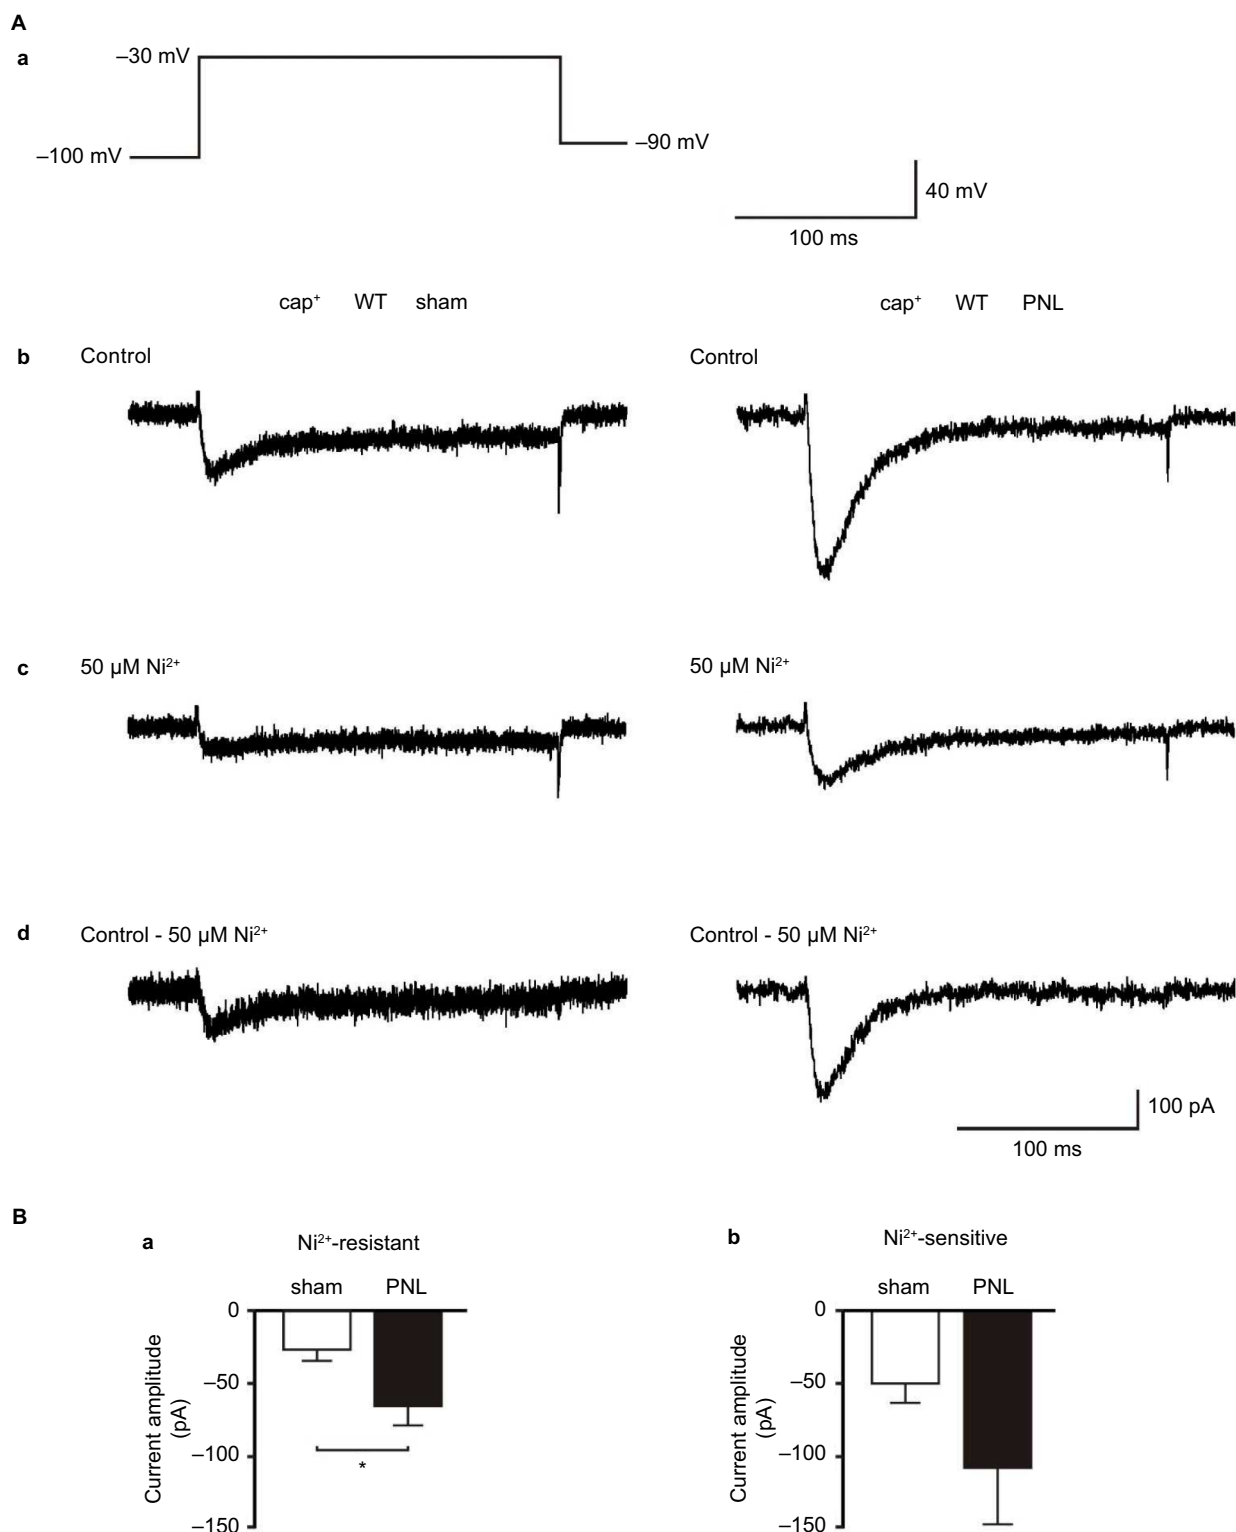 A
a
–30 mV
–100 mV
–90 mV
40 mV
100 ms
cap⁺ WT sham
cap⁺ WT PNL
b Control
Control
c 50 µM Ni²⁺
50 µM Ni²⁺
d Control - 50 µM Ni²⁺
Control - 50 µM Ni²⁺
100 pA
100 ms
B
a Ni²⁺-resistant
sham PNL
0
–50
–100
–150
Current amplitude
(pA)
*
b Ni²⁺-sensitive
sham PNL
0
–50
–100
–150
Current amplitude
(pA)